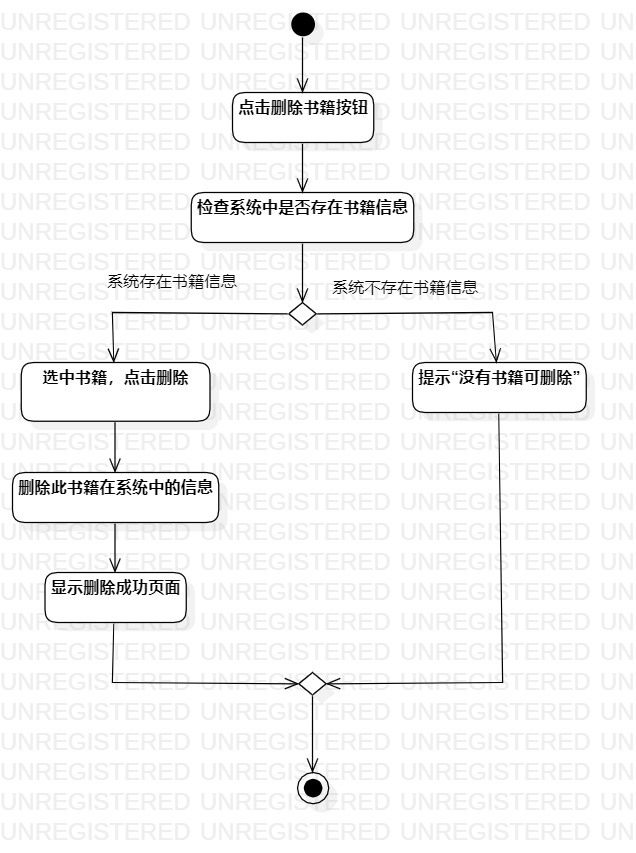 点击删除书籍按钮
检查系统中是否存在书籍信息
系统存在书籍信息
系统不存在书籍信息
选中书籍，点击删除
提示“没有书籍可删除”
删除此书籍在系统中的信息
显示删除成功页面
UNREGISTERED